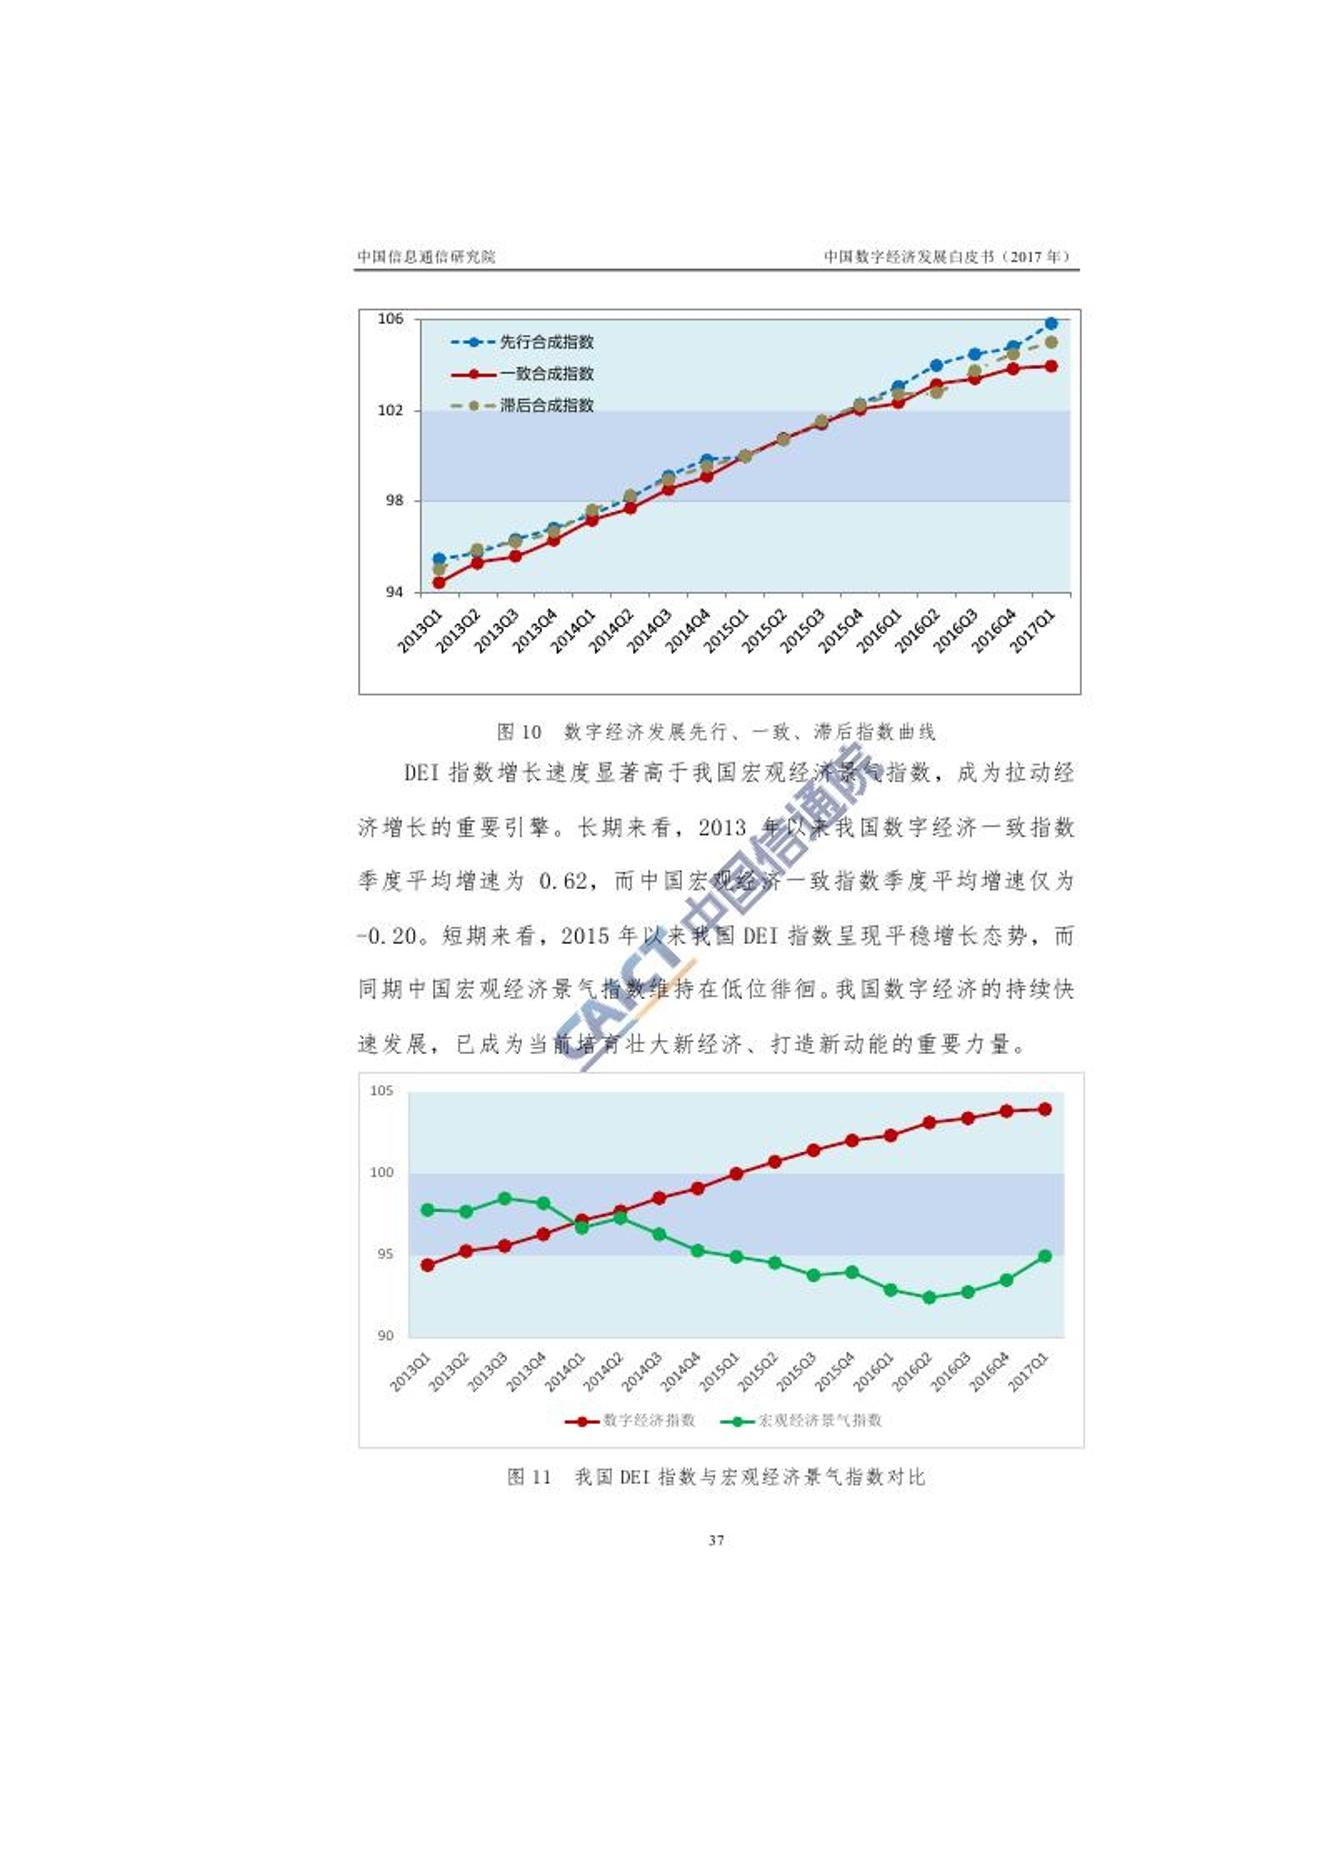 中国信息通信研究院 中国数字经济发展白皮书（2017 年）
106
先行合成指数
一致合成指数
滞后合成指数
102
98
94
2013Q1 2013Q2 2013Q3 2013Q4 2014Q1 2014Q2 2014Q3 2014Q4 2015Q1 2015Q2 2015Q3 2015Q4 2016Q1 2016Q2 2016Q3 2016Q4 2017Q1
图 10 数字经济发展先行、一致、滞后指数曲线
DEI 指数增长速度显著高于我国宏观经济景气指数，成为拉动经
济增长的重要引擎。长期来看，2013 年以来我国数字经济一致指数
季度平均增速为 0.62，而中国宏观经济一致指数季度平均增速仅为
-0.20。短期来看，2015 年以来我国 DEI 指数呈现平稳增长态势，而
同期中国宏观经济景气指数维持在低位徘徊。我国数字经济的持续快
速发展，已成为当前培育壮大新经济、打造新动能的重要力量。
CAICT 中国信通院
105
100
95
90
2013Q1 2013Q2 2013Q3 2013Q4 2014Q1 2014Q2 2014Q3 2014Q4 2015Q1 2015Q2 2015Q3 2015Q4 2016Q1 2016Q2 2016Q3 2016Q4 2017Q1
数字经济指数 宏观经济景气指数
图 11 我国 DEI 指数与宏观经济景气指数对比
37